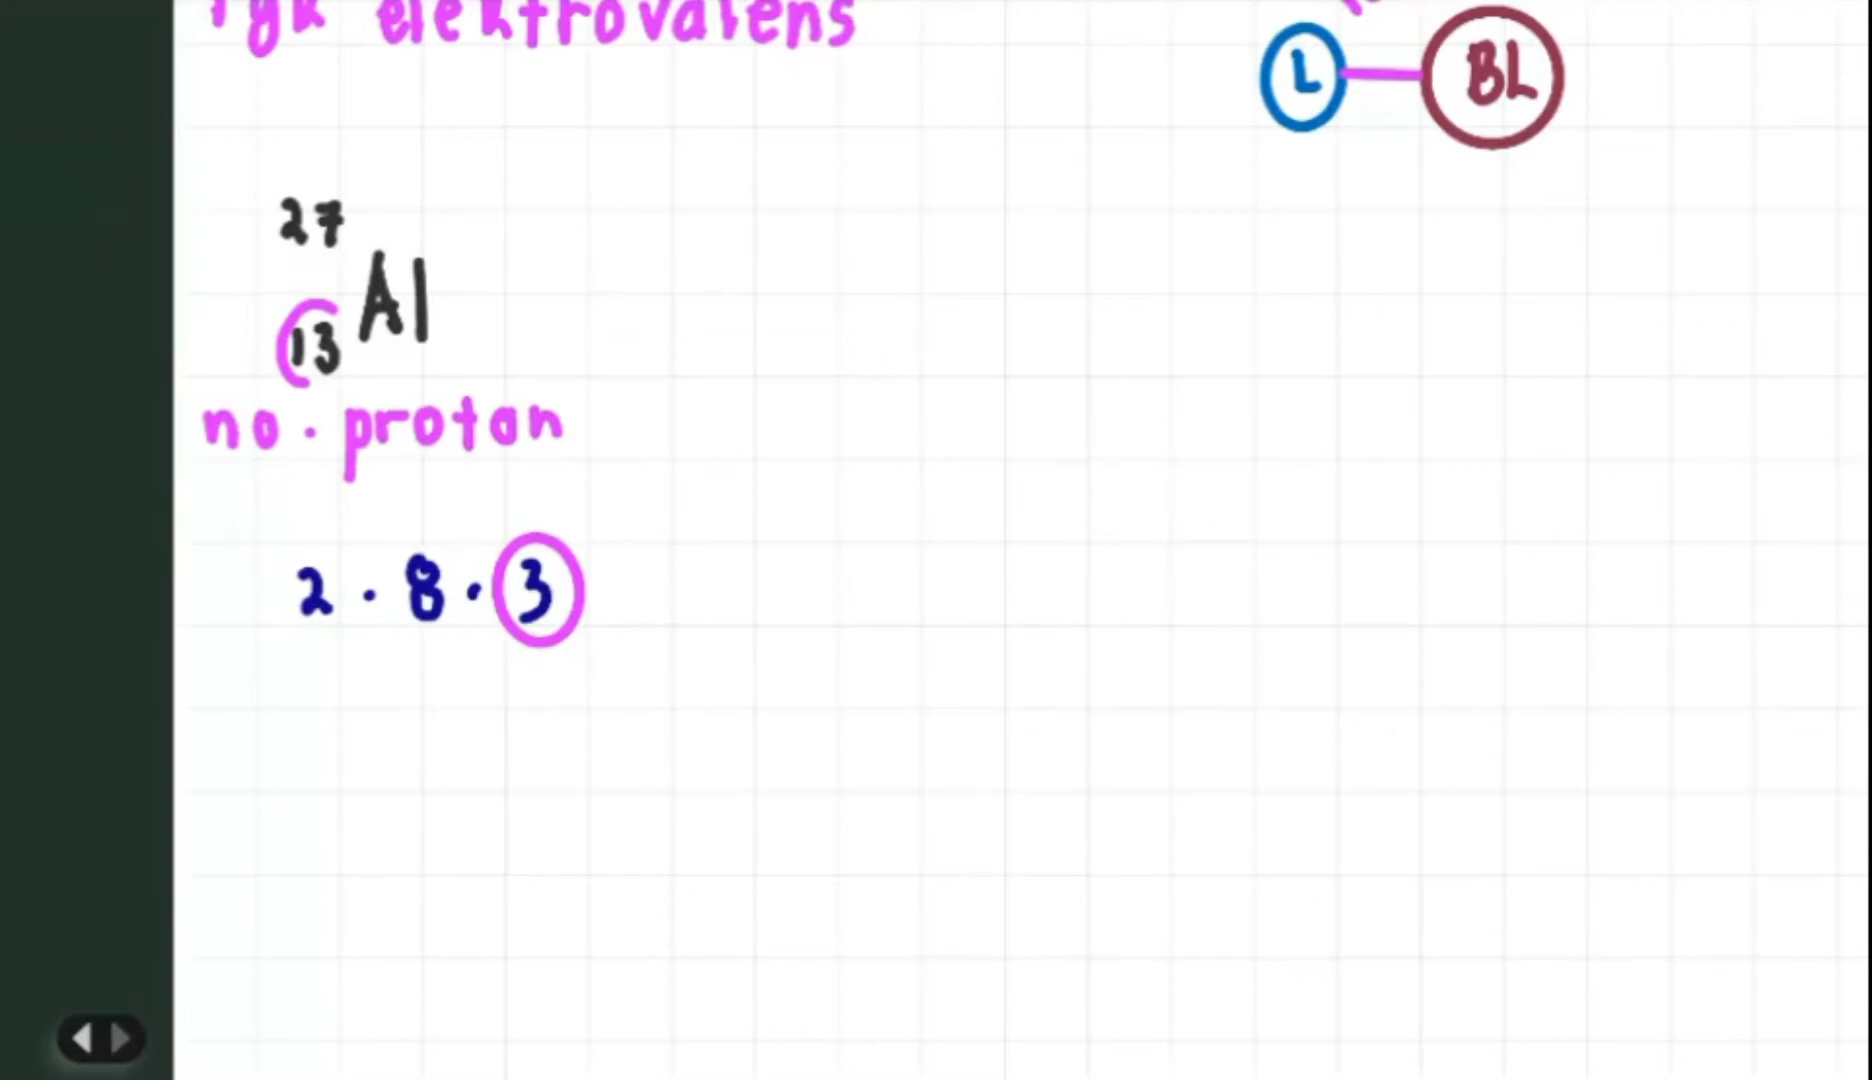 elektrovalens
L BL
27
13 Al
no. proton
2 . 8 . 3